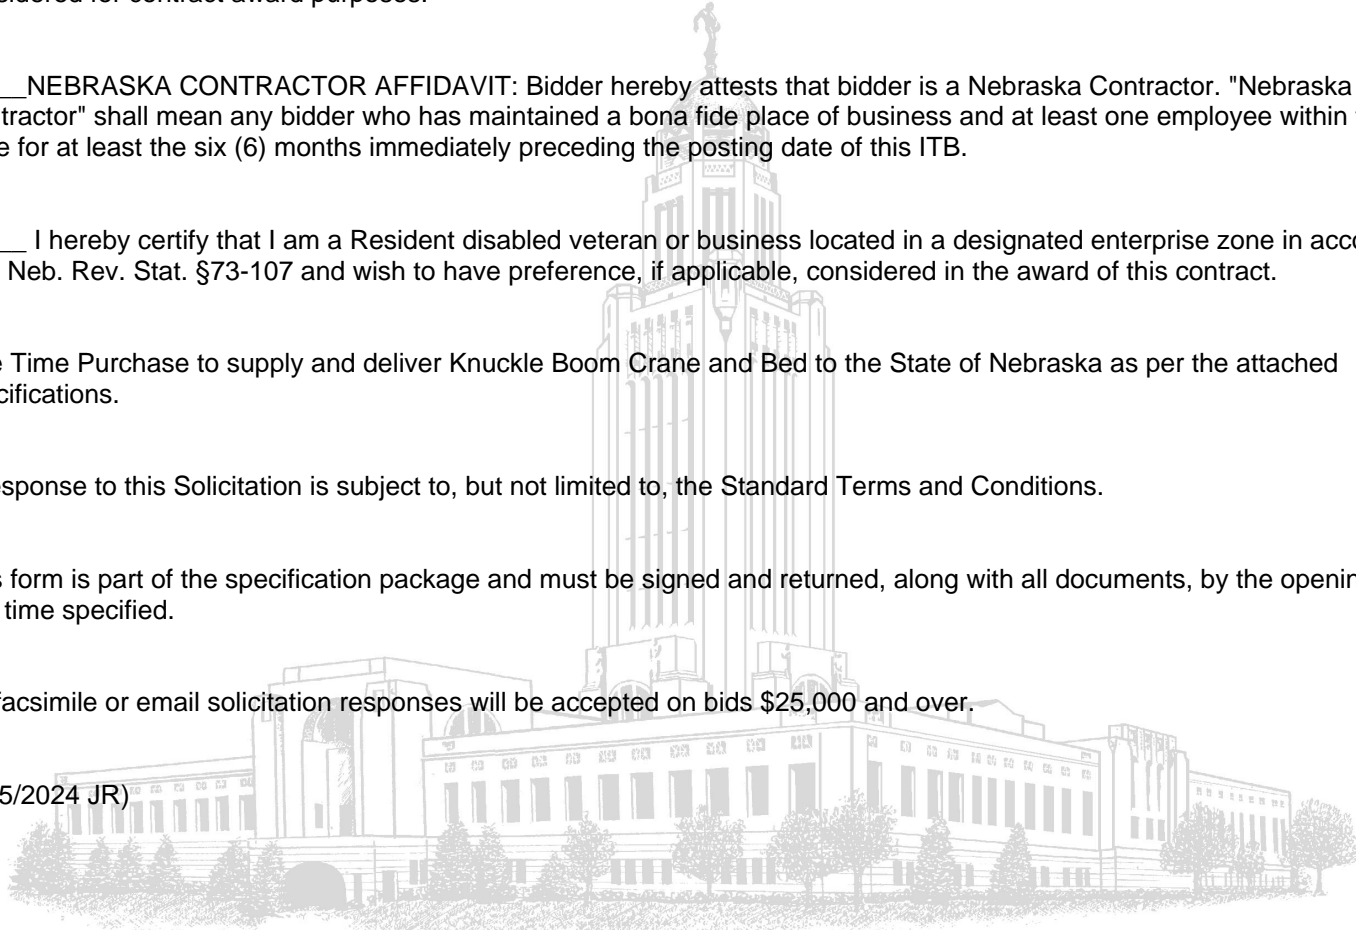 sidered for contract award purposes.
__NEBRASKA CONTRACTOR AFFIDAVIT: Bidder hereby attests that bidder is a Nebraska Contractor. "Nebraska
tractor" shall mean any bidder who has maintained a bona fide place of business and at least one employee within
e for at least the six (6) months immediately preceding the posting date of this ITB.
__ I hereby certify that I am a Resident disabled veteran or business located in a designated enterprise zone in acco
Neb. Rev. Stat. §73-107 and wish to have preference, if applicable, considered in the award of this contract.
e Time Purchase to supply and deliver Knuckle Boom Crane and Bed to the State of Nebraska as per the attached
cifications.
sponse to this Solicitation is subject to, but not limited to, the Standard Terms and Conditions.
s form is part of the specification package and must be signed and returned, along with all documents, by the openin
time specified.
facsimile or email solicitation responses will be accepted on bids $25,000 and over.
5/2024 JR)